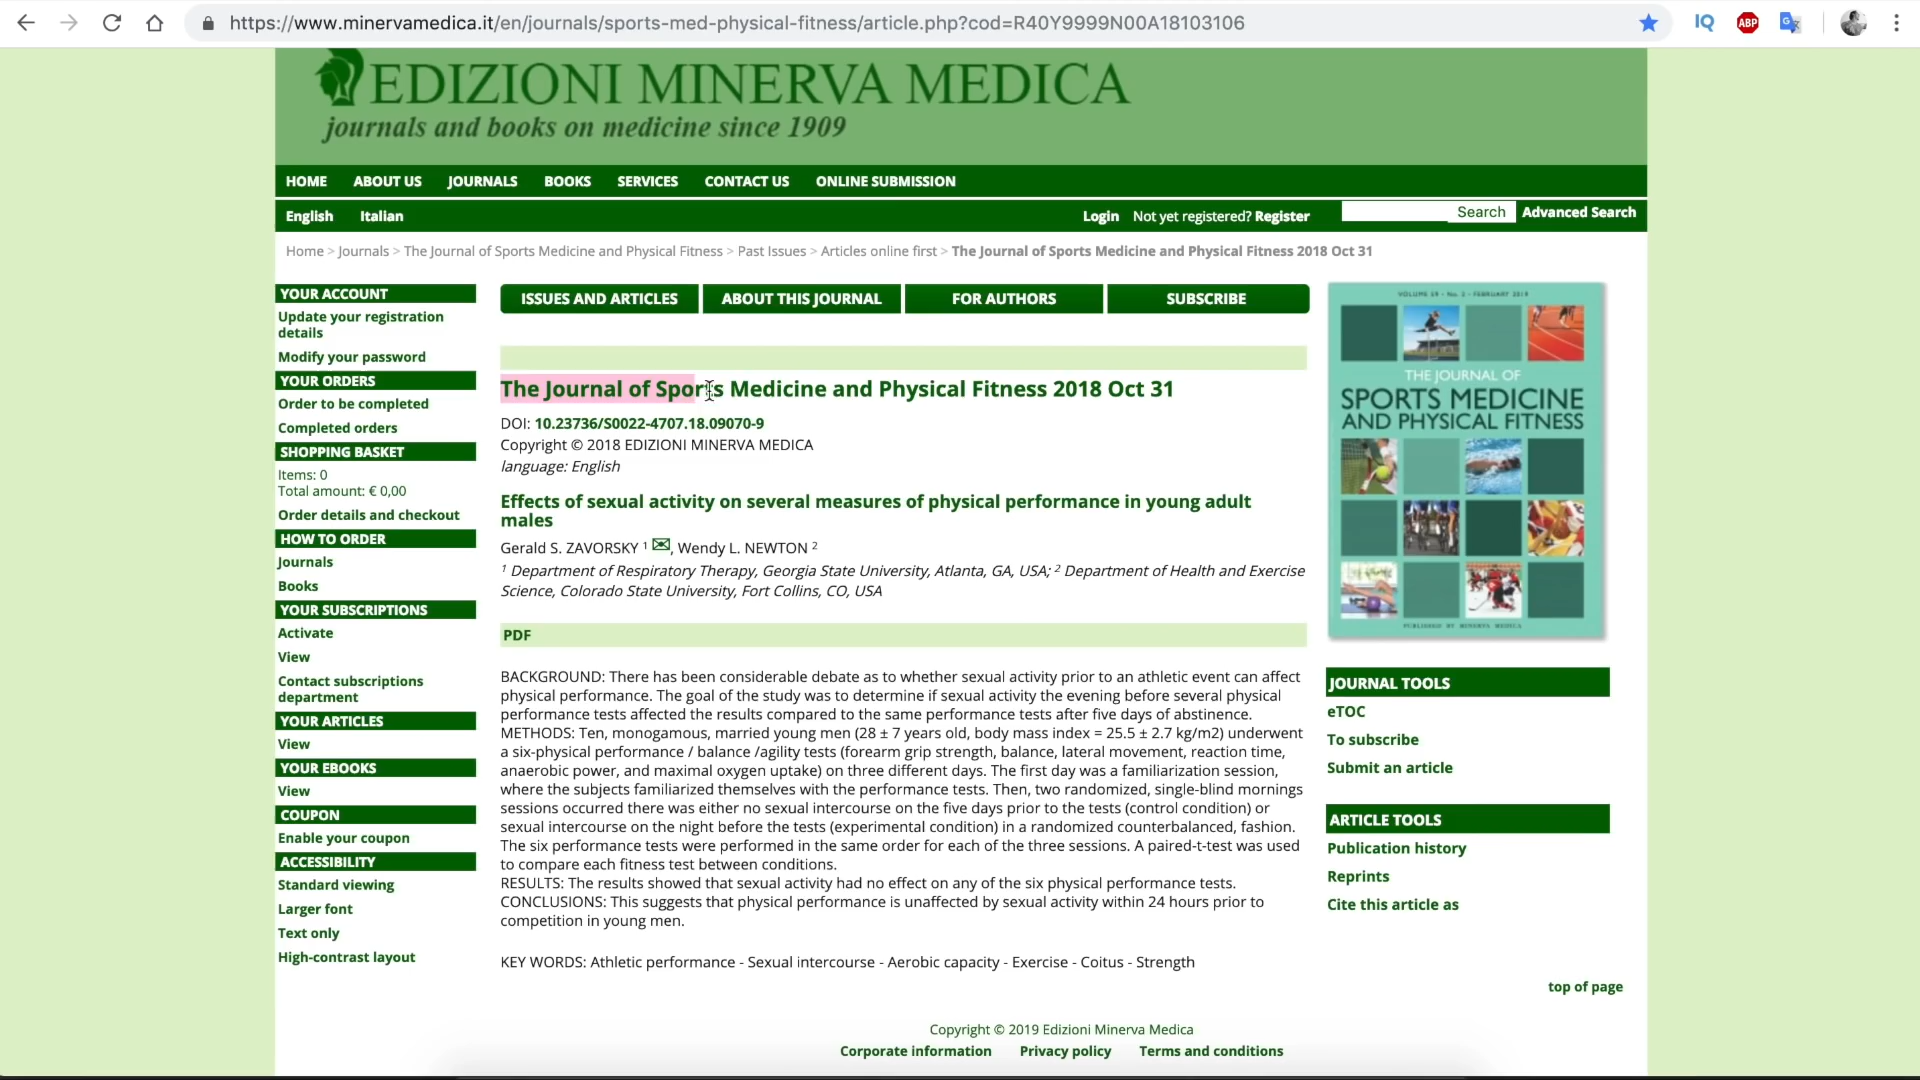 https://www.minervamedica.it/en/journals/sports-med-physical-fitness/article.php?cod=R40Y9999N00A18103106
IQ
ABP
EDIZIONI MINERVA MEDICA
journals and books on medicine since 1909
HOME ABOUT US JOURNALS BOOKS SERVICES CONTACT US ONLINE SUBMISSION
English Italian Login Not yet registered? Register Search Advanced Search
Home > Journals > The Journal of Sports Medicine and Physical Fitness > Past Issues > Articles online first > The Journal of Sports Medicine and Physical Fitness 2018 Oct 31
YOUR ACCOUNT
Update your registration
details
Modify your password
YOUR ORDERS
Order to be completed
Completed orders
SHOPPING BASKET
Items: 0
Total amount: € 0,00
Order details and checkout
HOW TO ORDER
Journals
Books
YOUR SUBSCRIPTIONS
Activate
View
Contact subscriptions
department
YOUR ARTICLES
View
YOUR EBOOKS
View
COUPON
Enable your coupon
ACCESSIBILITY
Standard viewing
Larger font
Text only
High-contrast layout
ISSUES AND ARTICLES ABOUT THIS JOURNAL FOR AUTHORS SUBSCRIBE
The Journal of Sports Medicine and Physical Fitness 2018 Oct 31
DOI: 10.23736/S0022-4707.18.09070-9
Copyright © 2018 EDIZIONI MINERVA MEDICA
language: English
Effects of sexual activity on several measures of physical performance in young adult
males
Gerald S. ZAVORSKY 1 , Wendy L. NEWTON 2
1 Department of Respiratory Therapy, Georgia State University, Atlanta, GA, USA; 2 Department of Health and Exercise
Science, Colorado State University, Fort Collins, CO, USA
PDF
BACKGROUND: There has been considerable debate as to whether sexual activity prior to an athletic event can affect
physical performance. The goal of the study was to determine if sexual activity the evening before several physical
performance tests affected the results compared to the same performance tests after five days of abstinence.
METHODS: Ten, monogamous, married young men (28 ± 7 years old, body mass index = 25.5 ± 2.7 kg/m2) underwent
a six-physical performance / balance /agility tests (forearm grip strength, balance, lateral movement, reaction time,
anaerobic power, and maximal oxygen uptake) on three different days. The first day was a familiarization session,
where the subjects familiarized themselves with the performance tests. Then, two randomized, single-blind mornings
sessions occurred there was either no sexual intercourse on the five days prior to the tests (control condition) or
sexual intercourse on the night before the tests (experimental condition) in a randomized counterbalanced, fashion.
The six performance tests were performed in the same order for each of the three sessions. A paired-t-test was used
to compare each fitness test between conditions.
RESULTS: The results showed that sexual activity had no effect on any of the six physical performance tests.
CONCLUSIONS: This suggests that physical performance is unaffected by sexual activity within 24 hours prior to
competition in young men.
KEY WORDS: Athletic performance - Sexual intercourse - Aerobic capacity - Exercise - Coitus - Strength
VOLUME 59 - No. 2 - FEBRUARY 2019
THE JOURNAL OF
SPORTS MEDICINE
AND PHYSICAL FITNESS
PUBLISHED BY MINERVA MEDICA
JOURNAL TOOLS
eTOC
To subscribe
Submit an article
ARTICLE TOOLS
Publication history
Reprints
Cite this article as
top of page
Copyright © 2019 Edizioni Minerva Medica
Corporate information Privacy policy Terms and conditions